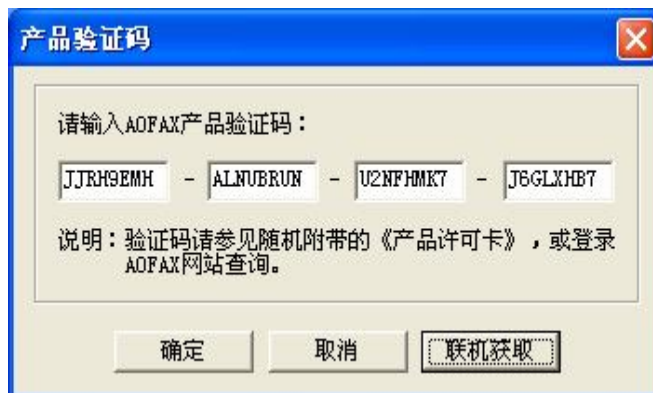 产品验证码
请输入AOFAX产品验证码：
JJRH9EMH - ALNUBRUN - U2NFHMK7 - J6GLXHB7
说明：验证码请参见随机附带的《产品许可卡》，或登录
AOFAX网站查询。
确定 取消 联机获取